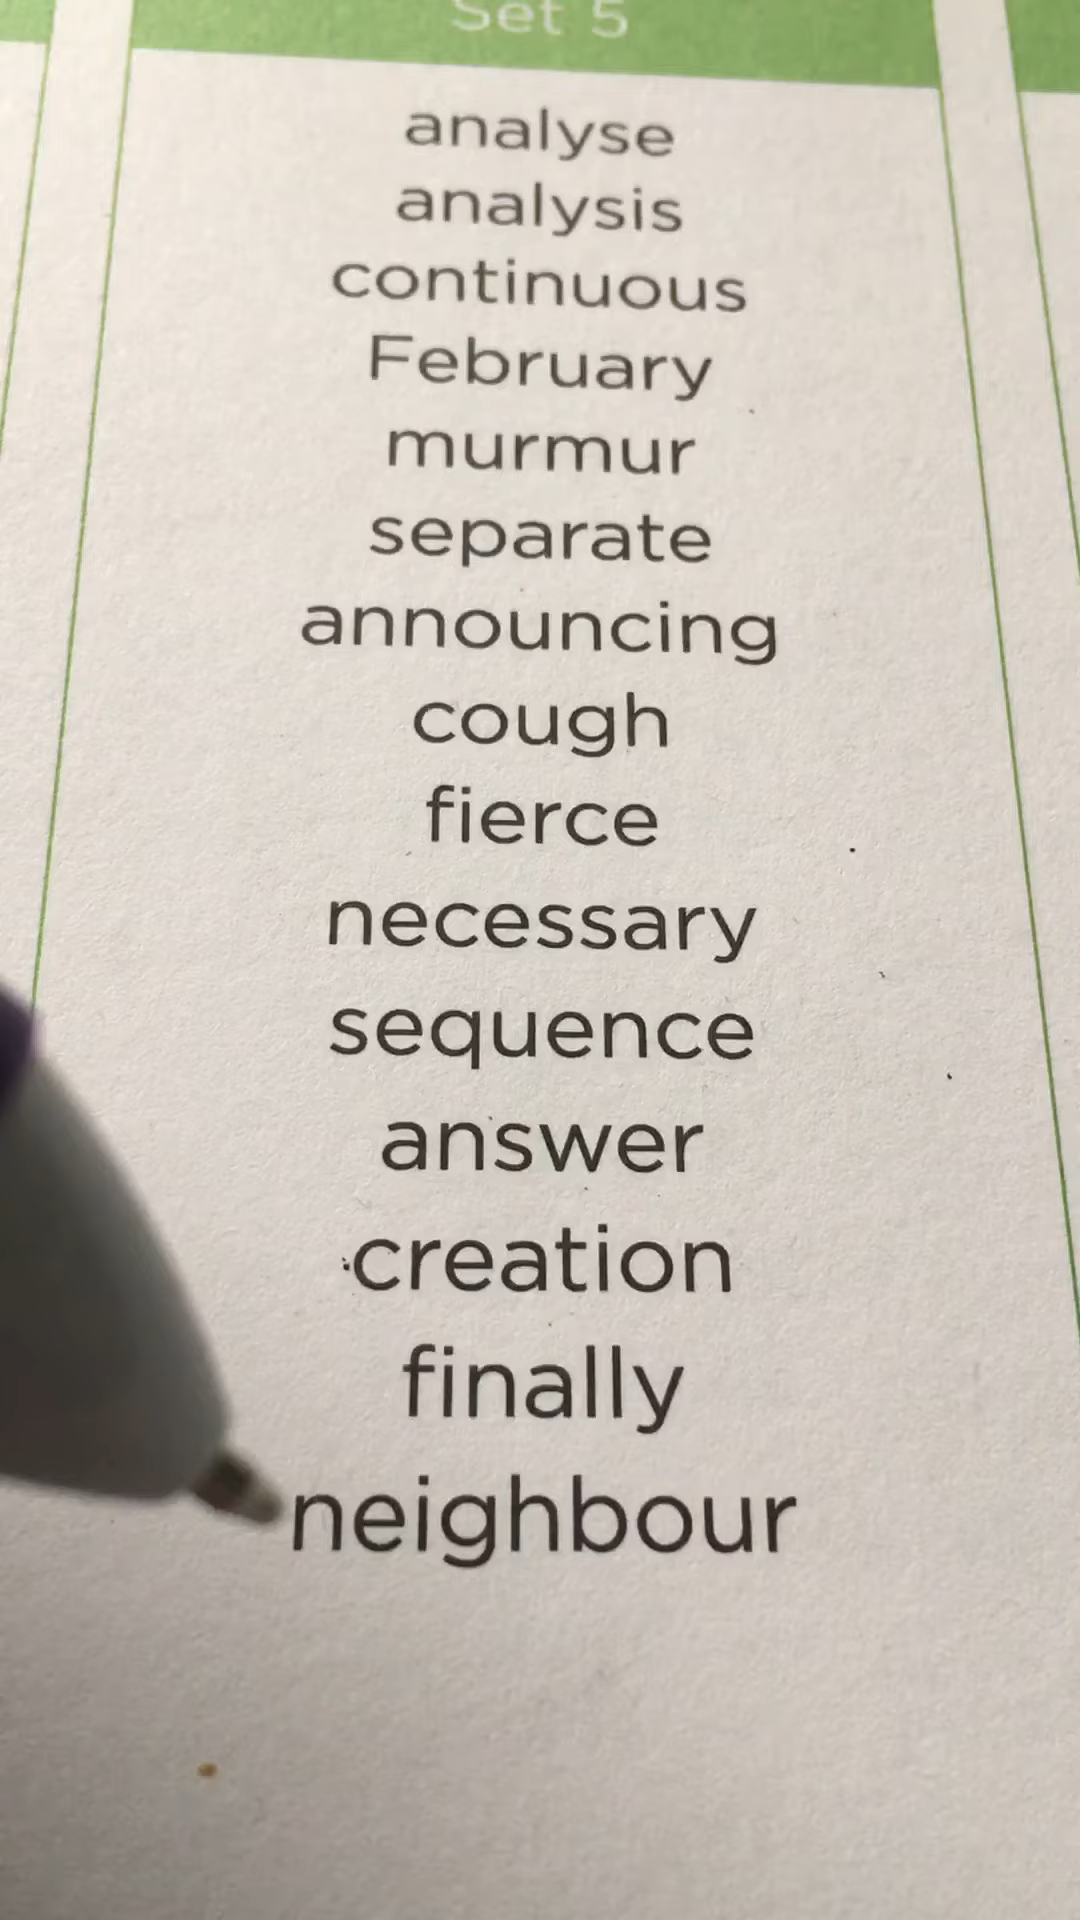 Set 5
analyse
analysis
continuous
February
murmur
separate
announcing
cough
fierce
necessary
sequence
answer
creation
finally
neighbour